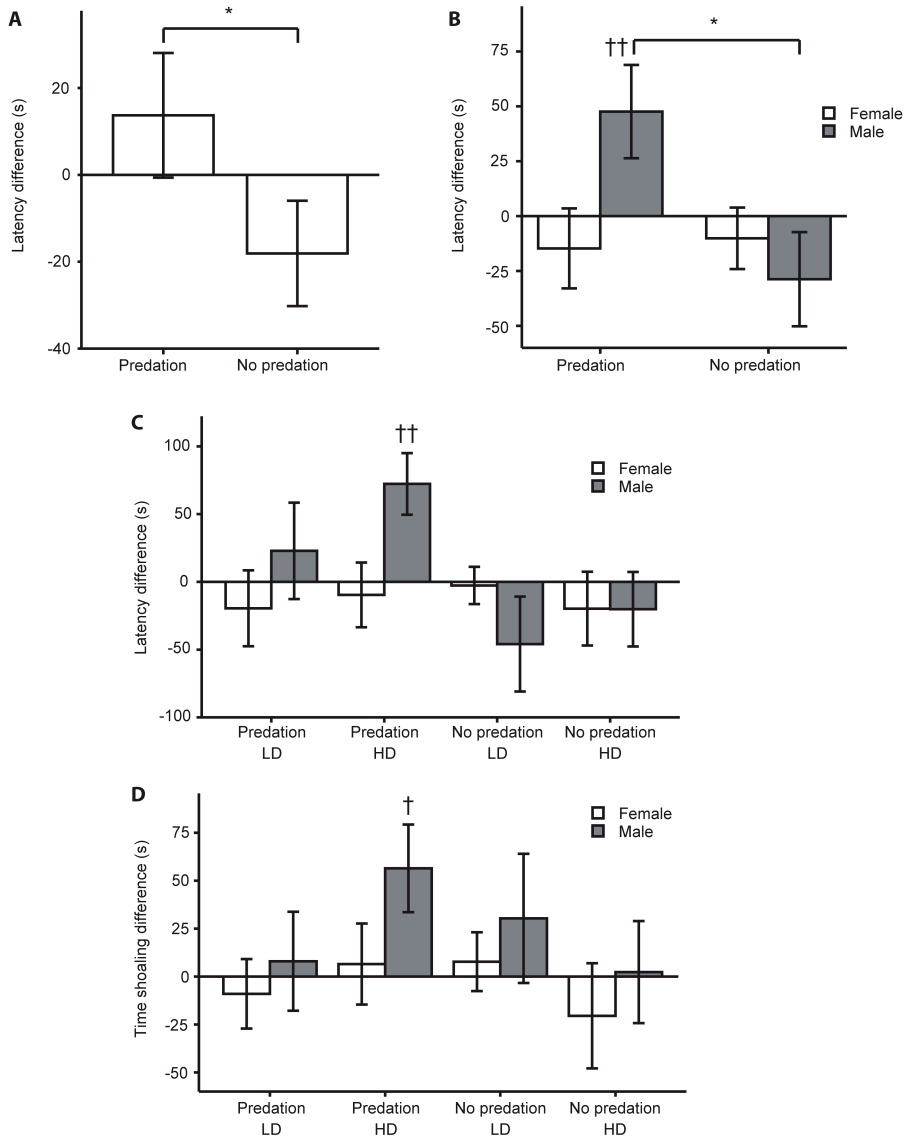 A
*
20
0
-20
-40
Latency difference (s)
Predation No predation
B
††
*
75
50
25
0
-25
-50
Latency difference (s)
Female
Male
Predation No predation
C
††
100
50
0
-50
-100
Latency difference (s)
Female
Male
Predation Predation No predation No predation
LD HD LD HD
D
†
75
50
25
0
-25
-50
Time shoaling difference (s)
Female
Male
Predation Predation No predation No predation
LD HD LD HD